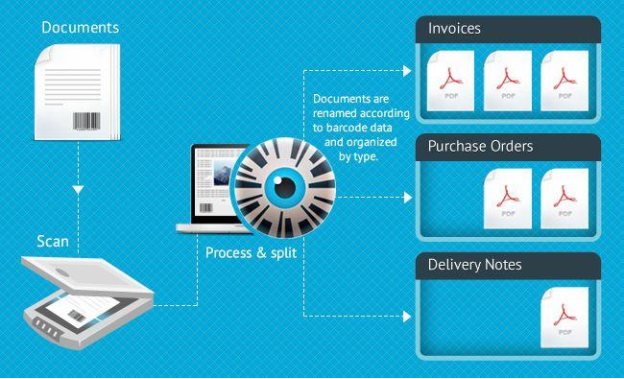 Documents
Scan
Process & split
Documents are
renamed according
to barcode data
and organized
by type.
Invoices
PDF PDF PDF
Purchase Orders
PDF PDF
Delivery Notes
PDF